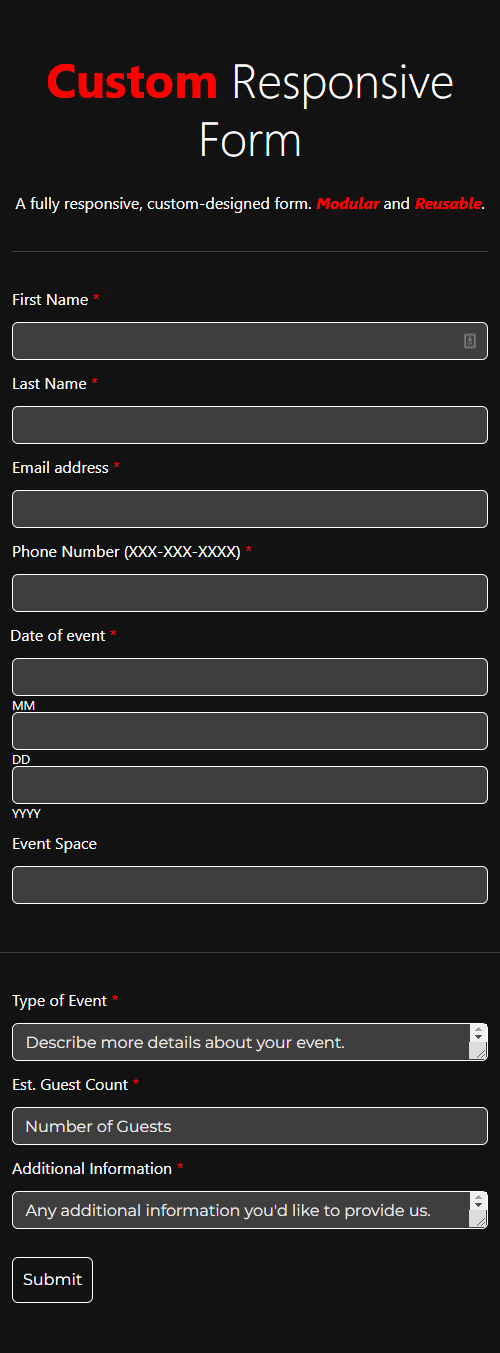 Custom Responsive
Form
A fully responsive, custom-designed form. Modular and Reusable.
First Name *
Last Name *
Email address *
Phone Number (XXX-XXX-XXXX) *
Date of event *
MM
DD
YYYY
Event Space
Type of Event *
Describe more details about your event.
Est. Guest Count *
Number of Guests
Additional Information *
Any additional information you'd like to provide us.
Submit